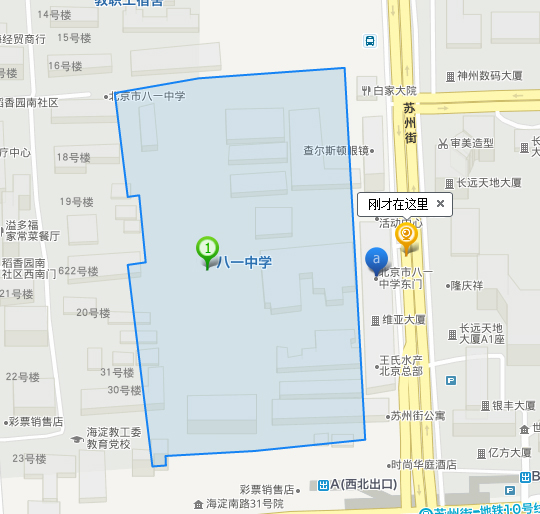 教职工宿舍
经贸商行
15号楼
16号楼
14号楼
稻香园南社区
北京市八一中学
白家大院
神州数码大厦
苏州街
查尔斯顿眼镜
审美造型
18号楼
长远天地大厦
疗中心
19号楼
刚才在这里
活动中心
溢多福
家常菜餐厅
1
2
八一中学
稻香园南
社区西南门
622号楼
a
北京市八一
中学东门
21号楼
隆庆祥
20号楼
维亚大厦
长远天地
大厦A1座
31号楼
王氏水产
北京总部
22号楼
30号楼
P
银丰大厦
彩票销售店
苏州街公寓
海淀教工委
教育党校
亿方大厦
23号楼
时尚华庭酒店
A(西北出口)
B
彩票销售店
P
海淀南路31号院
苏州街-地铁10号线